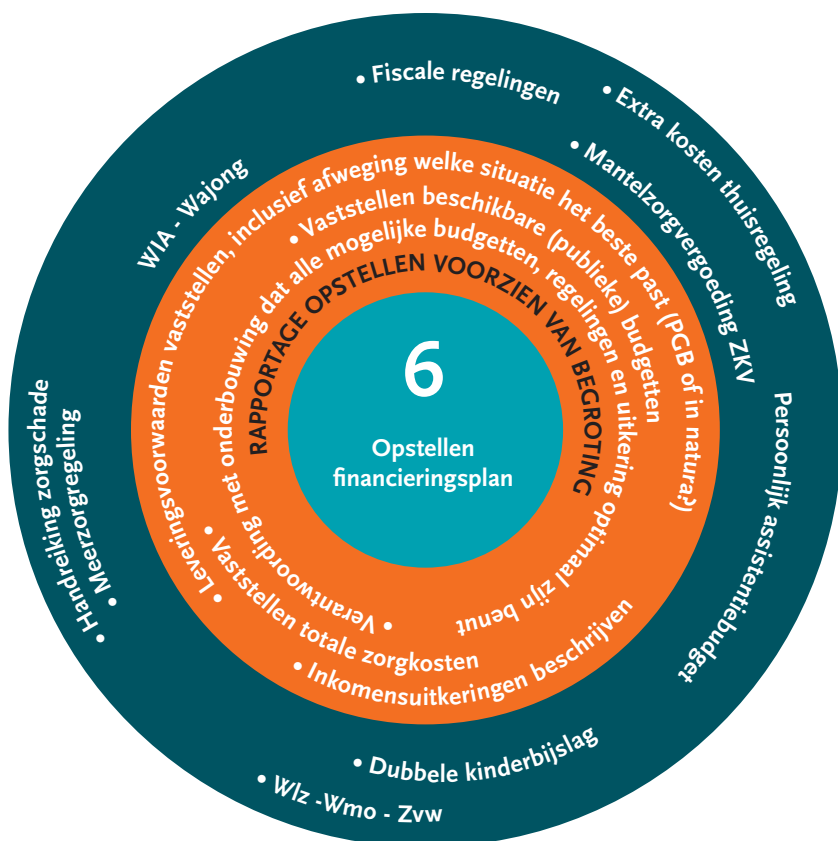 6
Opstellen
financieringsplan
RAPPORTAGE OPSTELLEN VOORZIEN VAN BEGROTING
• Verantwoording met onderbouwing dat alle mogelijke budgetten, regelingen en uitkering optimaal zijn benut
• Vaststellen beschikbare (publieke) budgetten
• Vaststellen totale zorgkosten
• Leveringsvoorwaarden vaststellen, inclusief afweging welke situatie het beste past (PGB of in natura?)
• Inkomensuitkeringen beschrijven
WIA - Wajong
• Fiscale regelingen
• Extra kosten thuisregeling
• Mantelzorgvergoeding ZKV
Persoonlijk assistentiebudget
• Dubbele kinderbijslag
• Wlz -Wmo - Zvw
• Handreiking zorgschade
• Meerzorgregeling